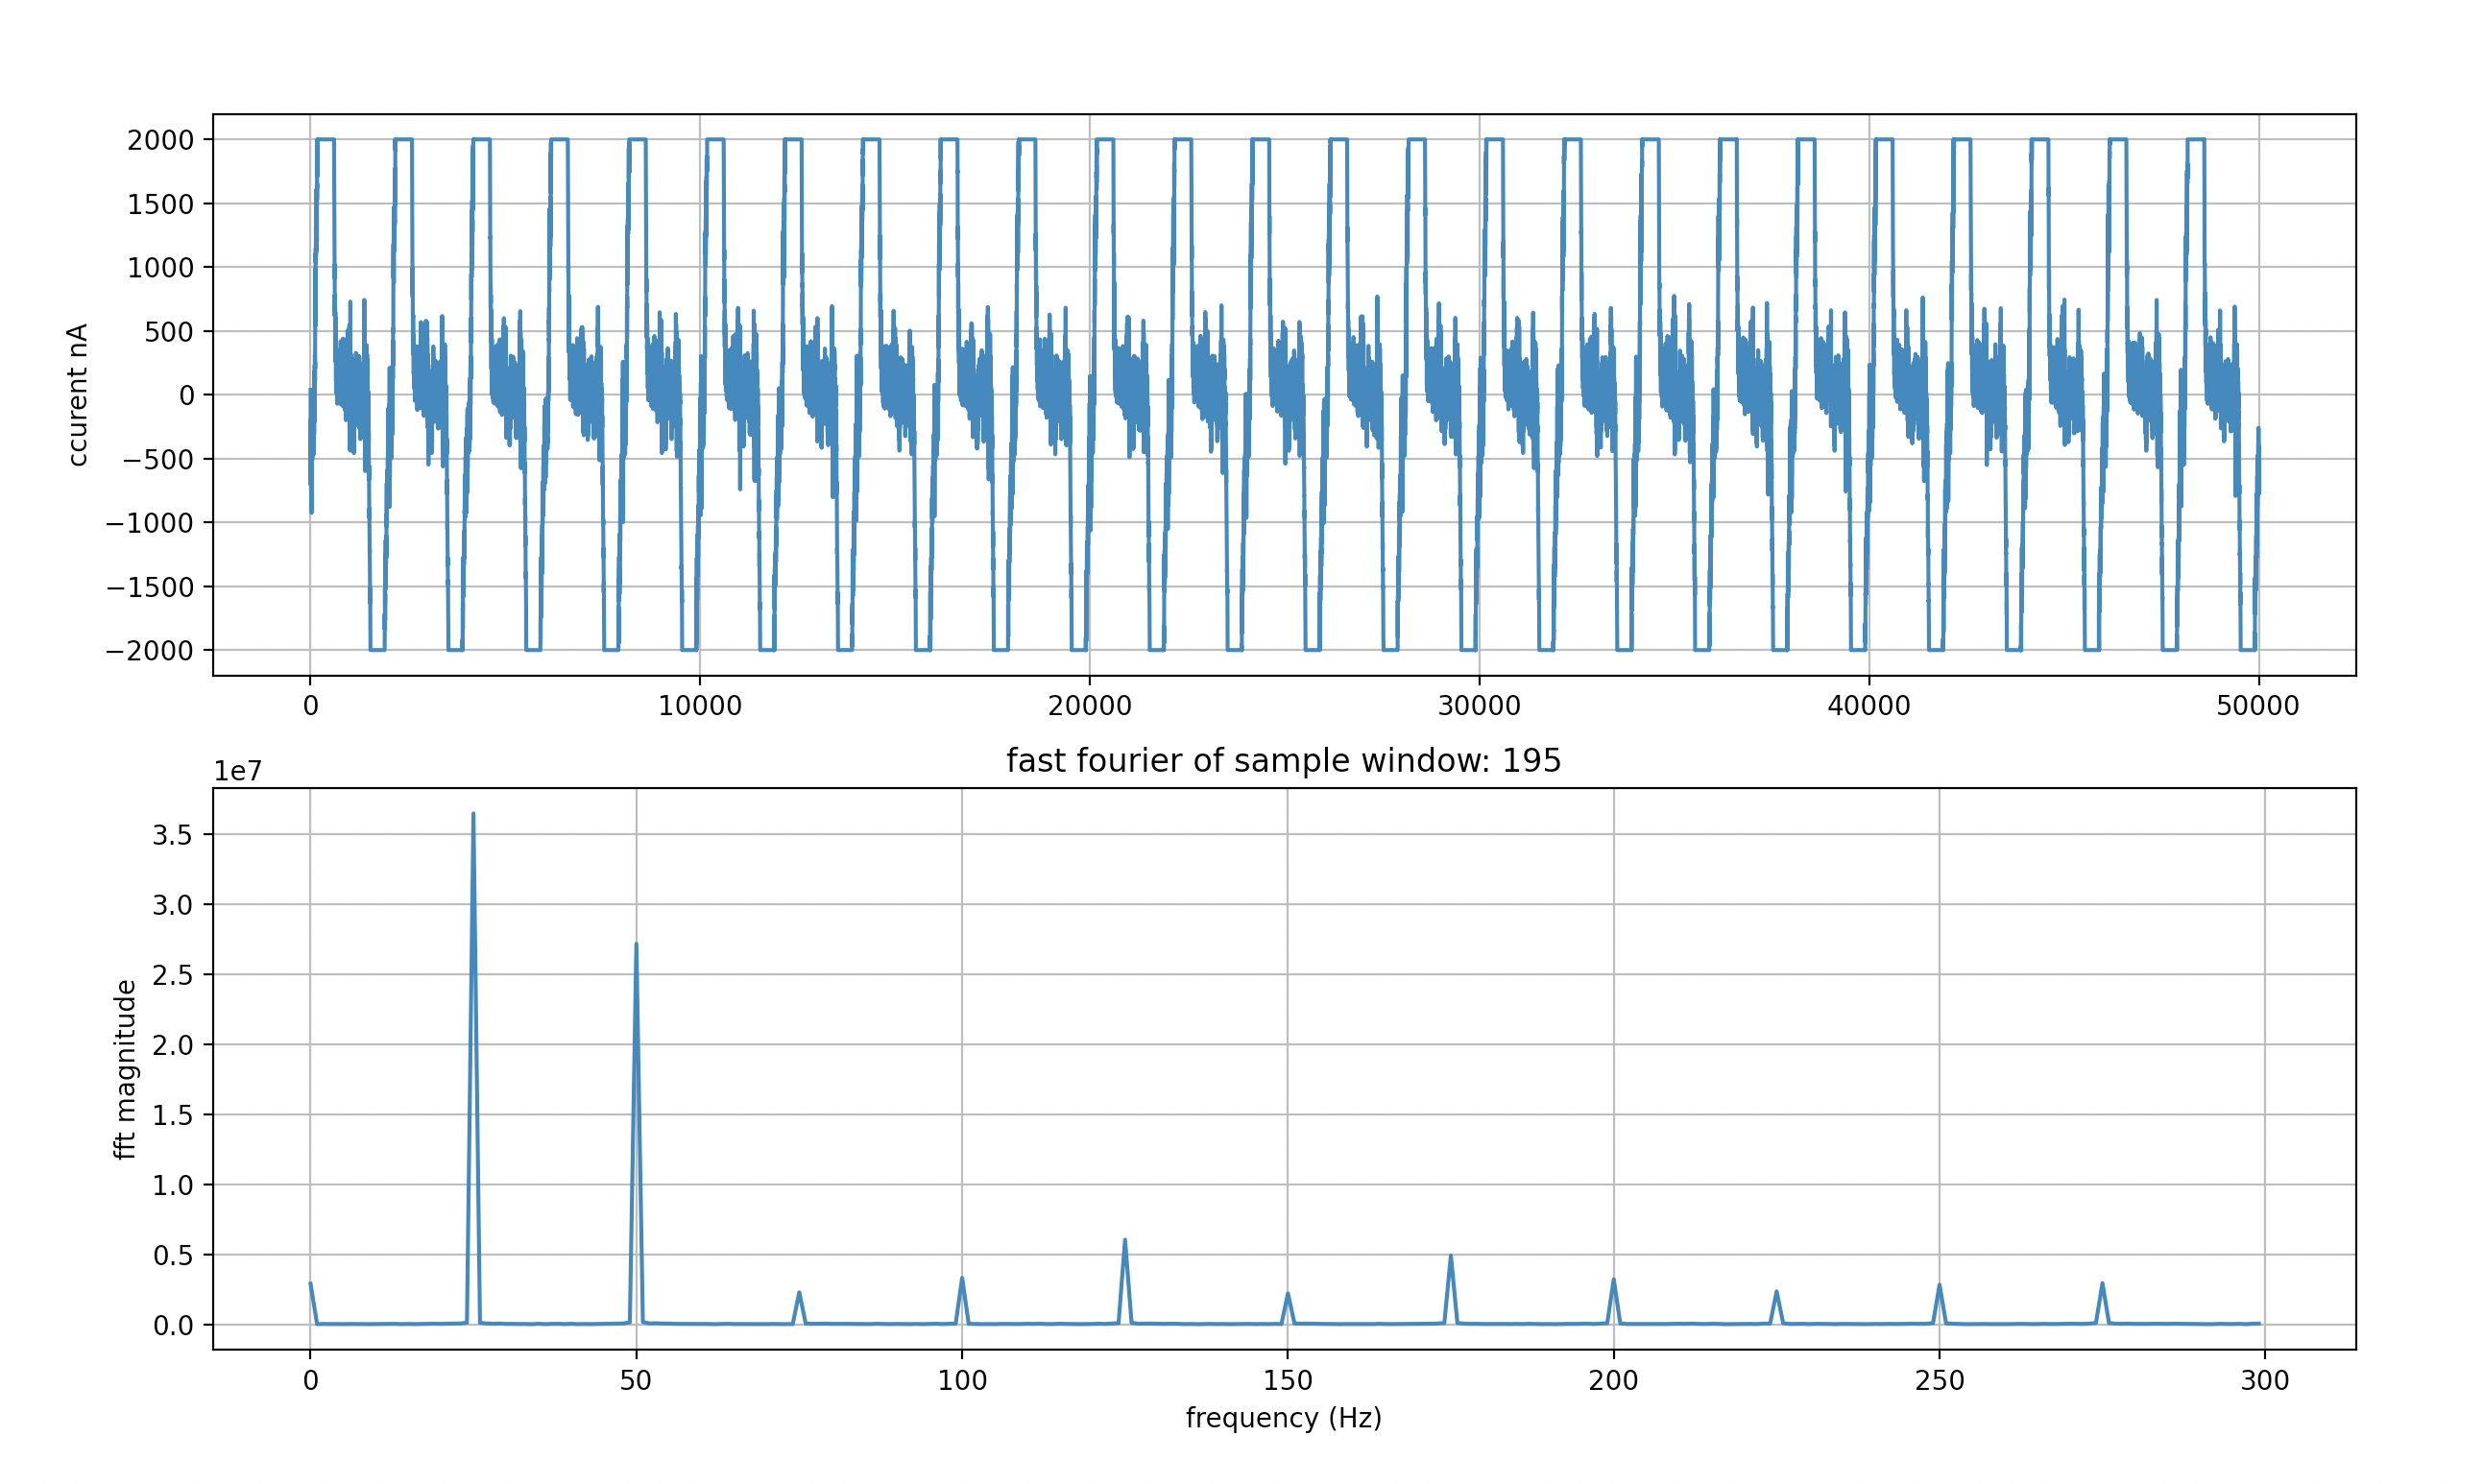 2000
1500
1000
500
0
−500
−1000
−1500
−2000
ccurent nA
0 10000 20000 30000 40000 50000
fast fourier of sample window: 195
1e7
3.5
3.0
2.5
2.0
1.5
1.0
0.5
0.0
fft magnitude
0 50 100 150 200 250 300
frequency (Hz)